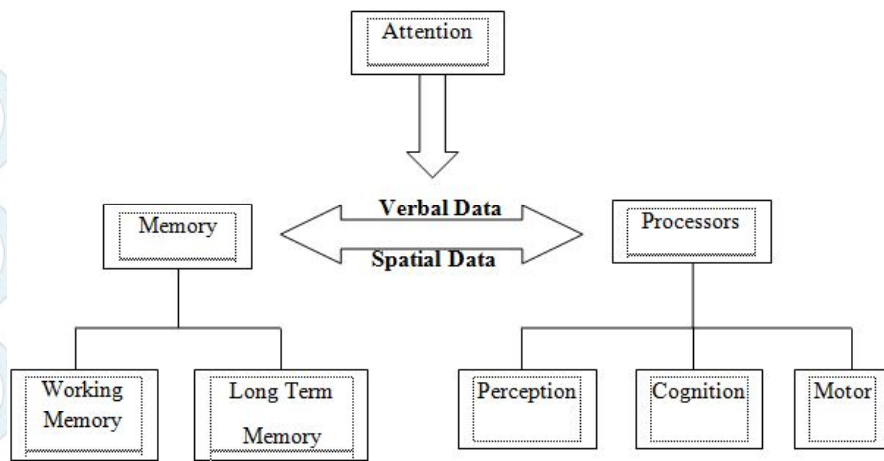 Attention
Verbal Data
Memory
Processors
Spatial Data
Working
Memory
Long Term
Memory
Perception
Cognition
Motor